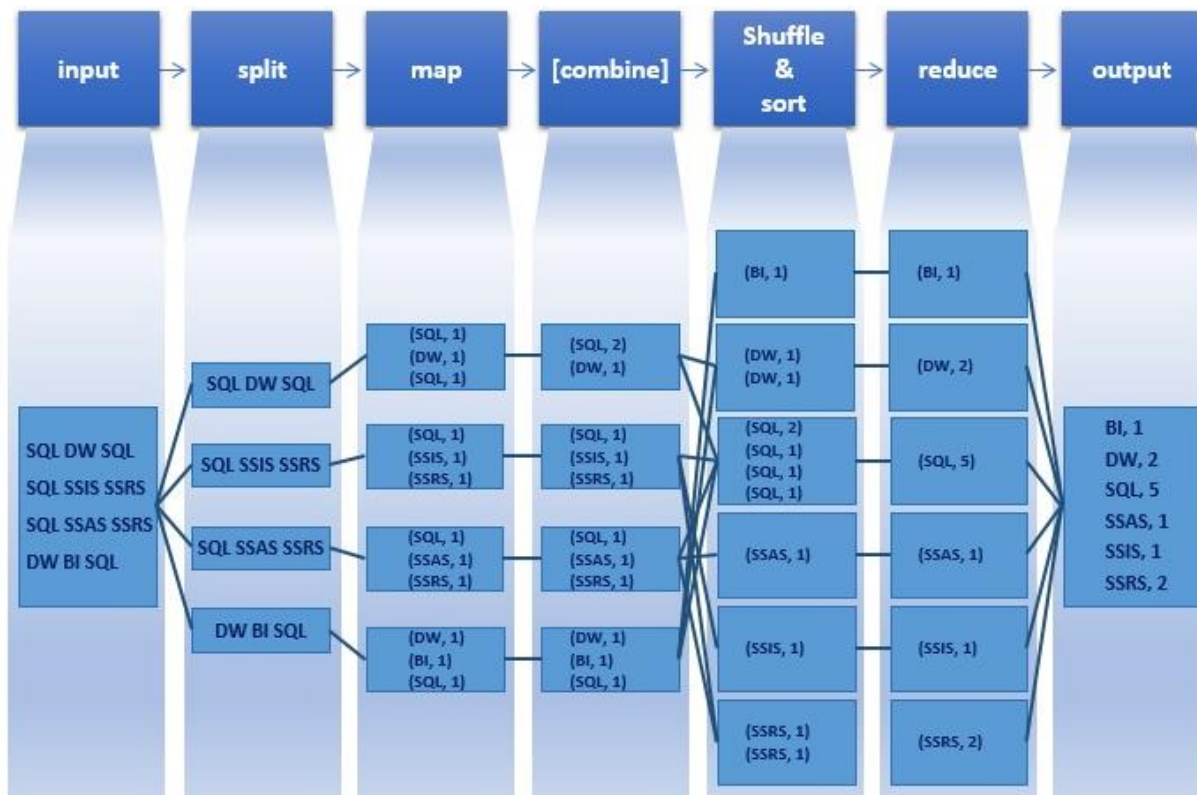 input
split
map
[combine]
Shuffle
&
sort
reduce
output
SQL DW SQL
SQL SSIS SSRS
SQL SSAS SSRS
DW BI SQL
SQL DW SQL
SQL SSIS SSRS
SQL SSAS SSRS
DW BI SQL
(SQL, 1)
(DW, 1)
(SQL, 1)
(SQL, 1)
(SSIS, 1)
(SSRS, 1)
(SQL, 1)
(SSAS, 1)
(SSRS, 1)
(DW, 1)
(BI, 1)
(SQL, 1)
(SQL, 2)
(DW, 1)
(SQL, 1)
(SSIS, 1)
(SSRS, 1)
(SQL, 1)
(SSAS, 1)
(SSRS, 1)
(DW, 1)
(BI, 1)
(SQL, 1)
(BI, 1)
(DW, 1)
(DW, 1)
(SQL, 2)
(SQL, 1)
(SQL, 1)
(SQL, 1)
(SSAS, 1)
(SSIS, 1)
(SSRS, 1)
(SSRS, 1)
(BI, 1)
(DW, 2)
(SQL, 5)
(SSAS, 1)
(SSIS, 1)
(SSRS, 2)
BI, 1
DW, 2
SQL, 5
SSAS, 1
SSIS, 1
SSRS, 2